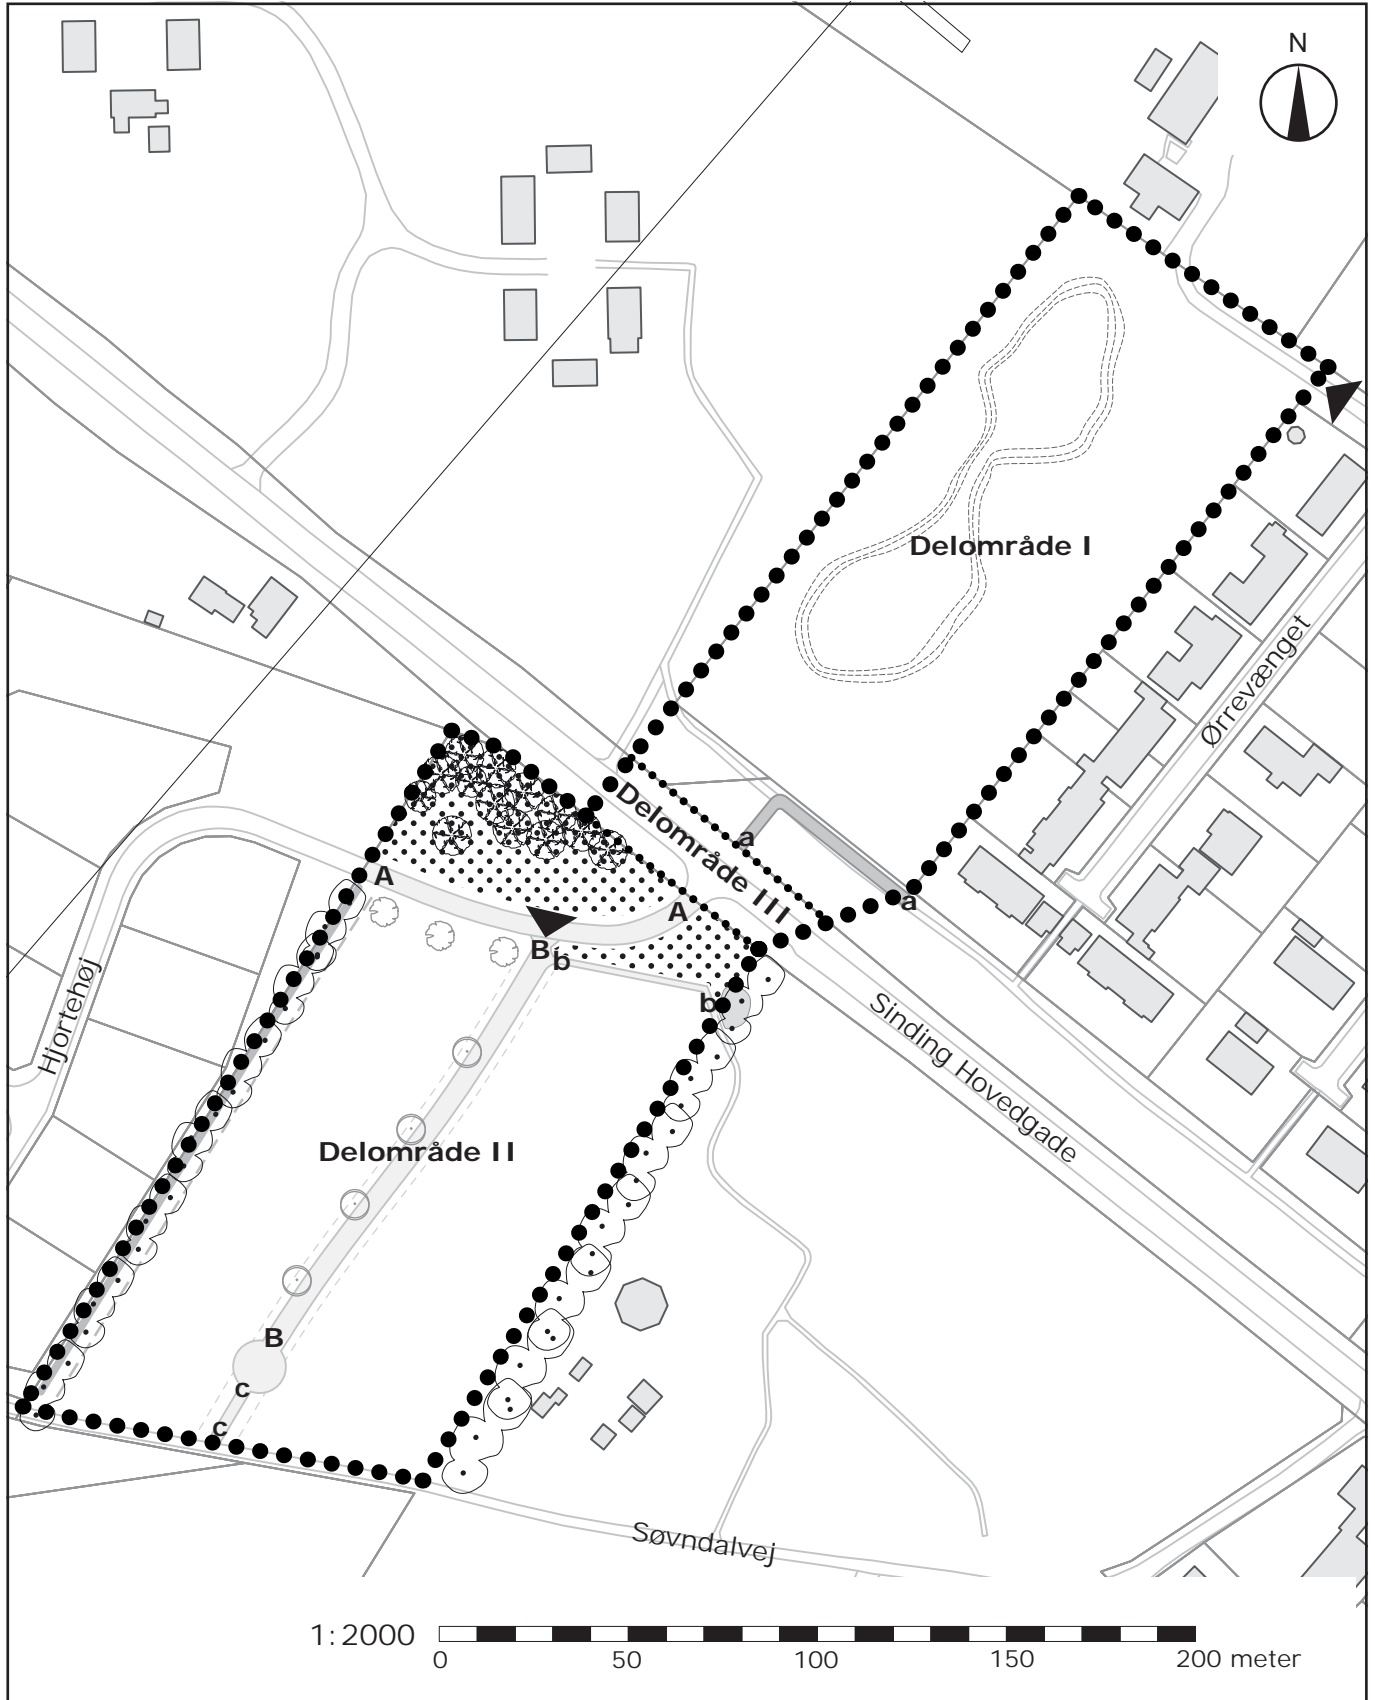 N
Delområde I
Ørrevænget
Delområde III
a
a
A
A
B
b
b
Hjortehøj
Sinding Hovedgade
Delområde II
B
c
c
Søvndalvej
1:2000
0 50 100 150 200 meter